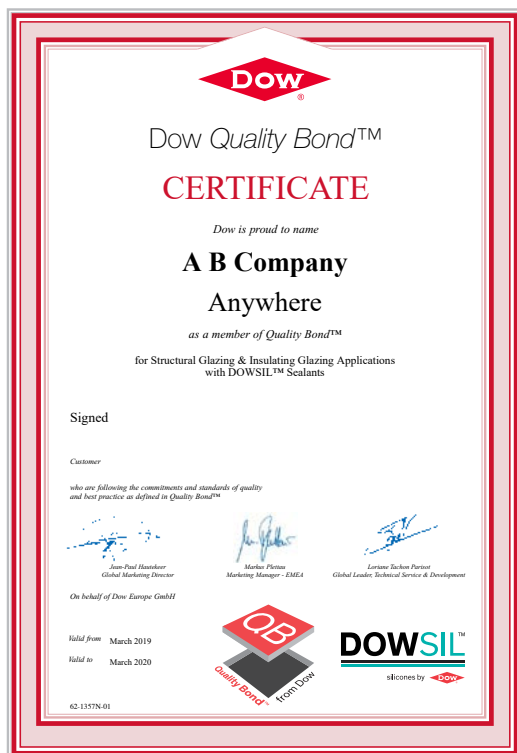 DOW
®
Dow Quality Bond™
CERTIFICATE
Dow is proud to name
A B Company
Anywhere
as a member of Quality Bond™
for Structural Glazing & Insulating Glazing Applications
with DOWSIL™ Sealants
Signed
Customer
who are following the commitments and standards of quality
and best practice as defined in Quality Bond™
Jean-Paul Hautekeer
Global Marketing Director
Markus Plettau
Marketing Manager - EMEA
Loriane Tachon Parisot
Global Leader, Technical Service & Development
On behalf of Dow Europe GmbH
Valid from March 2019
Valid to March 2020
QB
Quality Bond™
from Dow
DOWSIL™
silicones by DOW
62-1357N-01